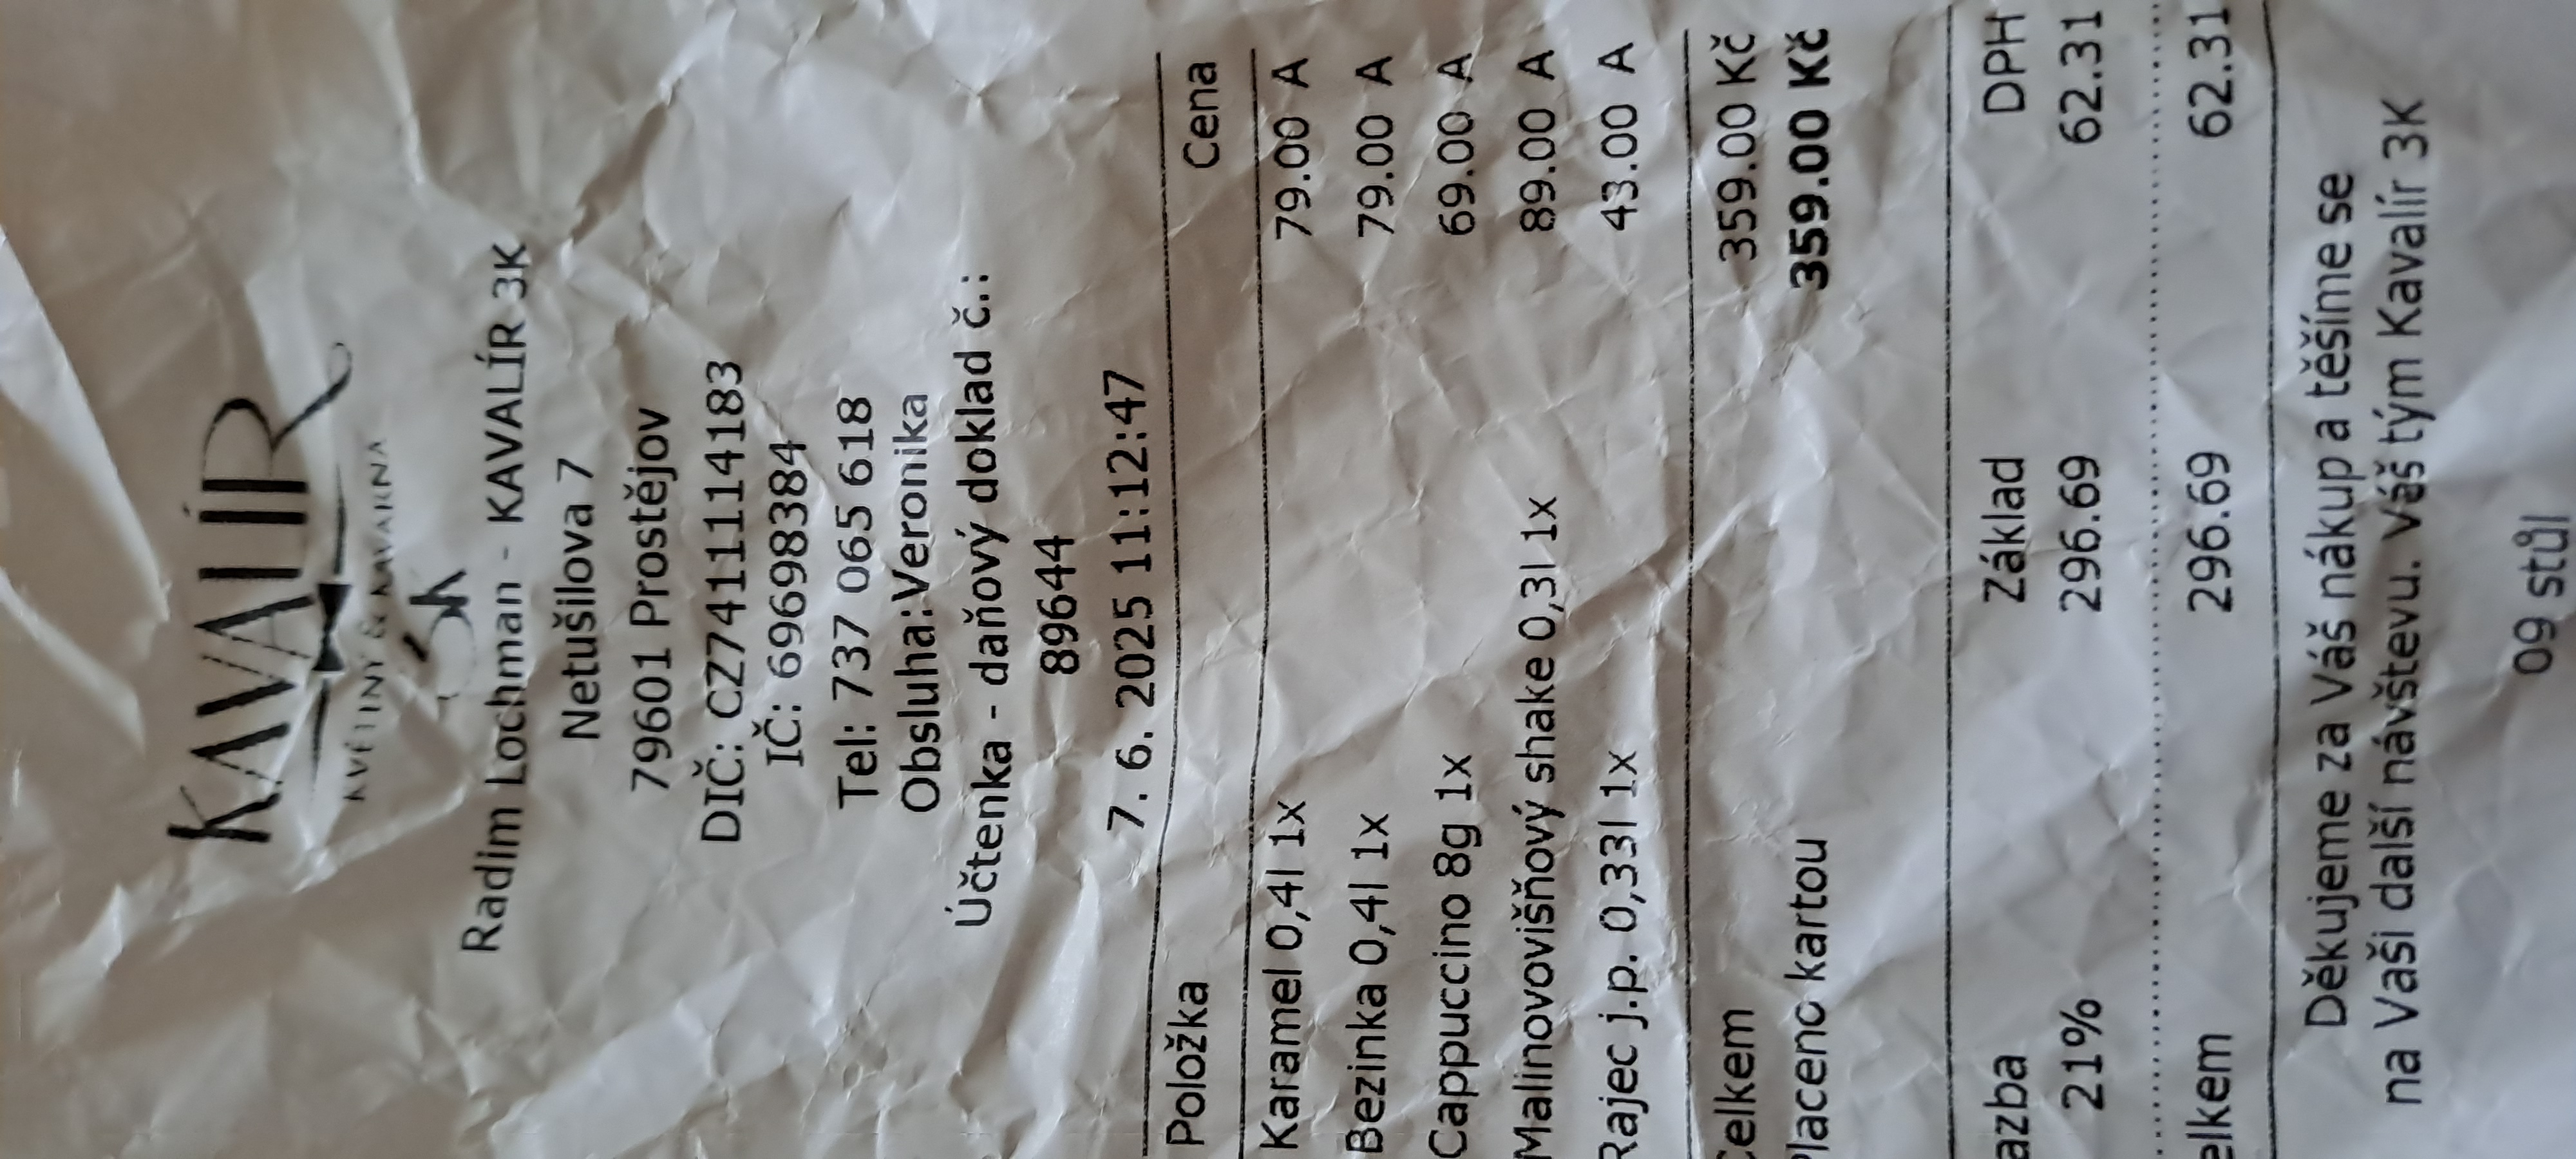 KAVALÍR
KVĚTINY & KAVÁRNA
Radim Lochman - KAVALÍR 3K
Netušilova 7
79601 Prostějov
DIČ: CZ7411114183
IČ: 69698384
Tel: 737 065 618
Obsluha:Veronika
Účtenka - daňový doklad č.:
89644
7. 6. 2025 11:12:47
Položka Cena
Karamel 0,4l 1x 79.00 A
Bezinka 0,4l 1x 79.00 A
Cappuccino 8g 1x 69.00 A
Malinovovišňový shake 0,3l 1x 89.00 A
Rajec j.p. 0,33l 1x 43.00 A
Celkem 359.00 Kč
Placeno kartou 359.00 Kč
azba Základ DPH
21% 296.69 62.31
elkem 296.69 62.31
Děkujeme za Váš nákup a těšíme se
na Vaši další návštevu. Váš tým Kavalír 3K
09 stůl